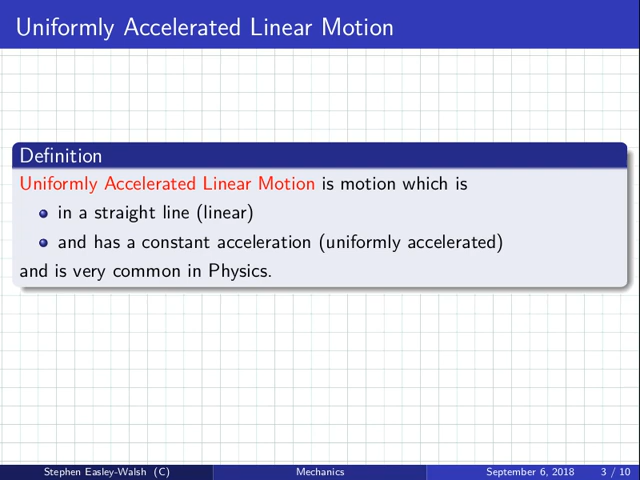 Uniformly Accelerated Linear Motion
Definition
Uniformly Accelerated Linear Motion is motion which is
in a straight line (linear)
and has a constant acceleration (uniformly accelerated)
and is very common in Physics.
Stephen Easley-Walsh (C) Mechanics September 6, 2018 3 / 10